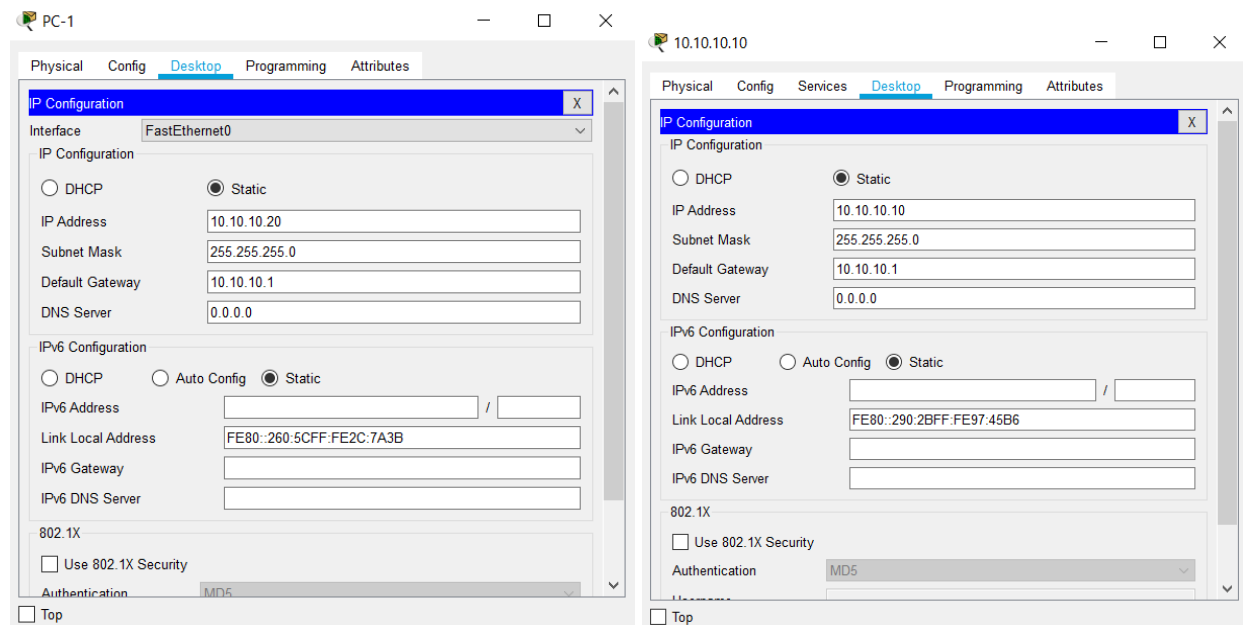 PC-1
Physical Config Desktop Programming Attributes
IP Configuration X
Interface FastEthernet0
IP Configuration
DHCP Static
IP Address 10.10.10.20
Subnet Mask 255.255.255.0
Default Gateway 10.10.10.1
DNS Server 0.0.0.0
IPv6 Configuration
DHCP Auto Config Static
IPv6 Address /
Link Local Address FE80::260:5CFF:FE2C:7A3B
IPv6 Gateway
IPv6 DNS Server
802.1X
Use 802.1X Security
Authentication MD5
Top
10.10.10.10
Physical Config Services Desktop Programming Attributes
IP Configuration X
IP Configuration
DHCP Static
IP Address 10.10.10.10
Subnet Mask 255.255.255.0
Default Gateway 10.10.10.1
DNS Server 0.0.0.0
IPv6 Configuration
DHCP Auto Config Static
IPv6 Address /
Link Local Address FE80::290:2BFF:FE97:45B6
IPv6 Gateway
IPv6 DNS Server
802.1X
Use 802.1X Security
Authentication MD5
Top